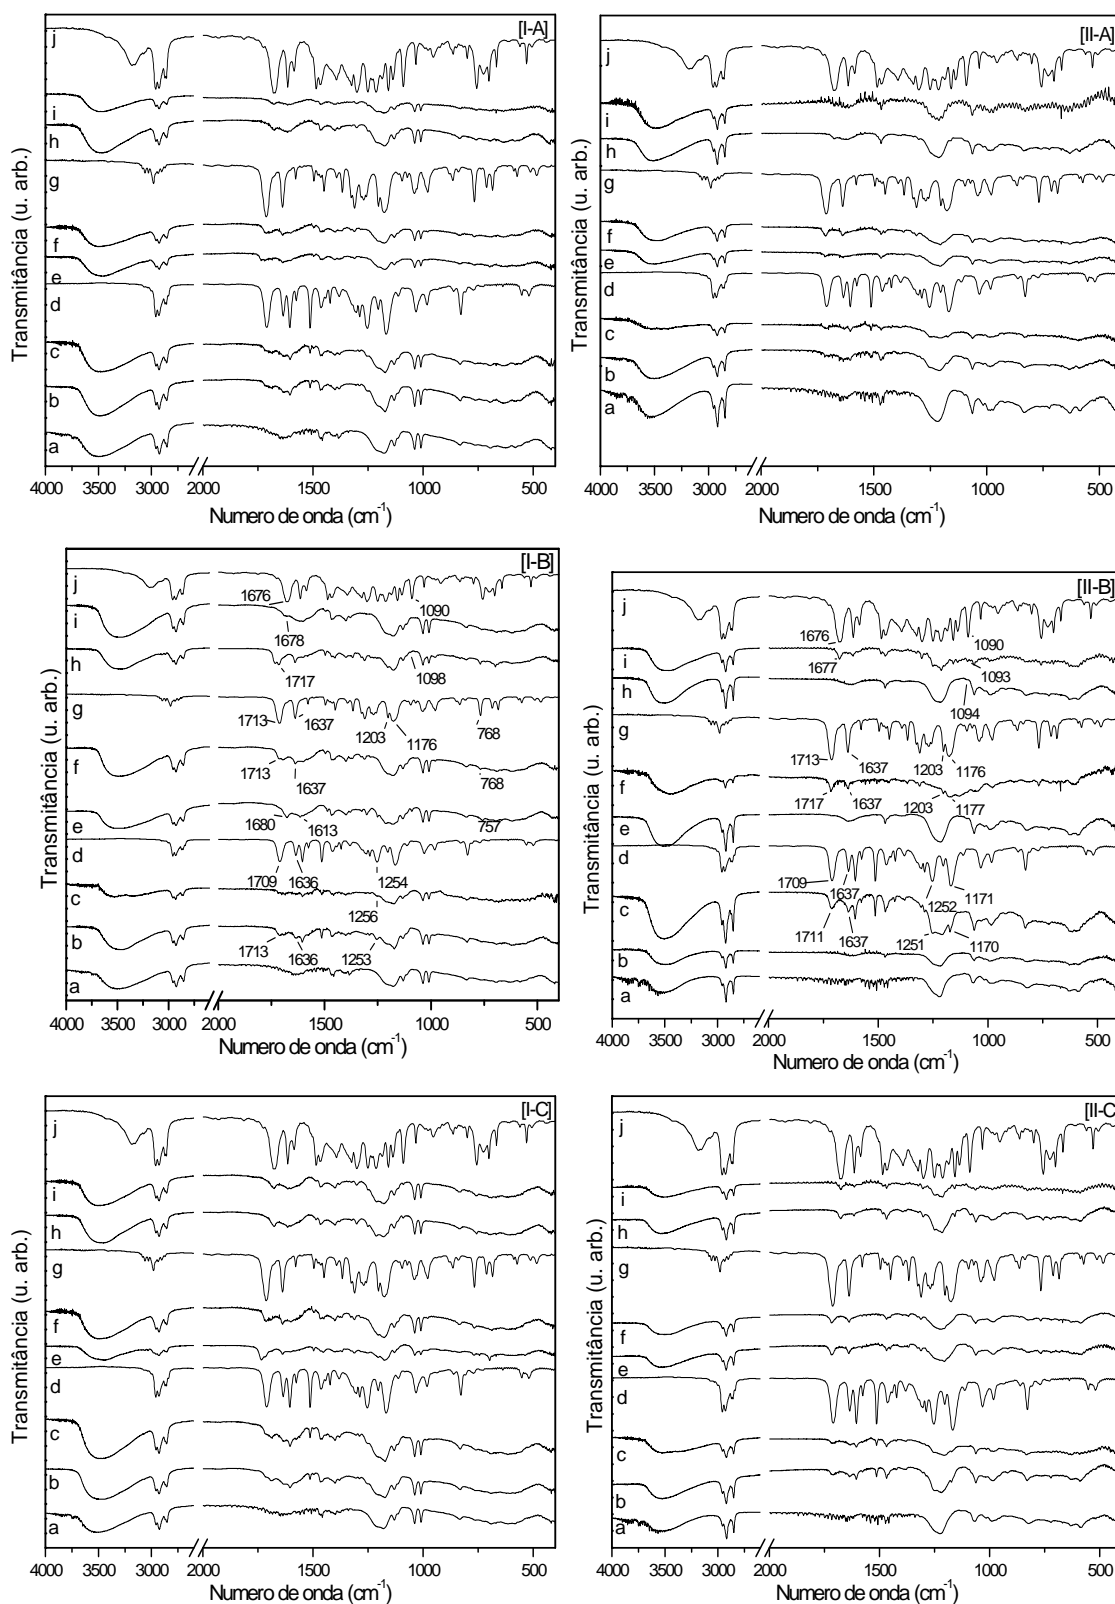 [I-A]
j
i
h
g
f
e
d
c
b
a
Transmitância (u. arb.)
4000 3500 3000 2000 1500 1000 500
Numero de onda (cm⁻¹)
[II-A]
j
i
h
g
f
e
d
c
b
a
Transmitância (u. arb.)
4000 3500 3000 2000 1500 1000 500
Numero de onda (cm⁻¹)
[I-B]
j
1676 1090
i
1678
h
1717 1098
g
1713 1637 1203 1176 768
f
1713 1637 768
e
1680 1613 757
d
1709 1636 1254
c
1256
b
1713 1636 1253
a
Transmitância (u. arb.)
4000 3500 3000 2000 1500 1000 500
Numero de onda (cm⁻¹)
[II-B]
j
1676 1090
i
1677 1093
h
1094
g
1713 1637 1203 1176
f
1717 1637 1203 1177
e
d
1709 1637 1252 1171
c
1711 1637 1251 1170
b
a
Transmitância (u. arb.)
4000 3500 3000 2000 1500 1000 500
Numero de onda (cm⁻¹)
[I-C]
j
i
h
g
f
e
d
c
b
a
Transmitância (u. arb.)
4000 3500 3000 2000 1500 1000 500
Numero de onda (cm⁻¹)
[II-C]
j
i
h
g
f
e
d
c
b
a
Transmitância (u. arb.)
4000 3500 3000 2000 1500 1000 500
Numero de onda (cm⁻¹)